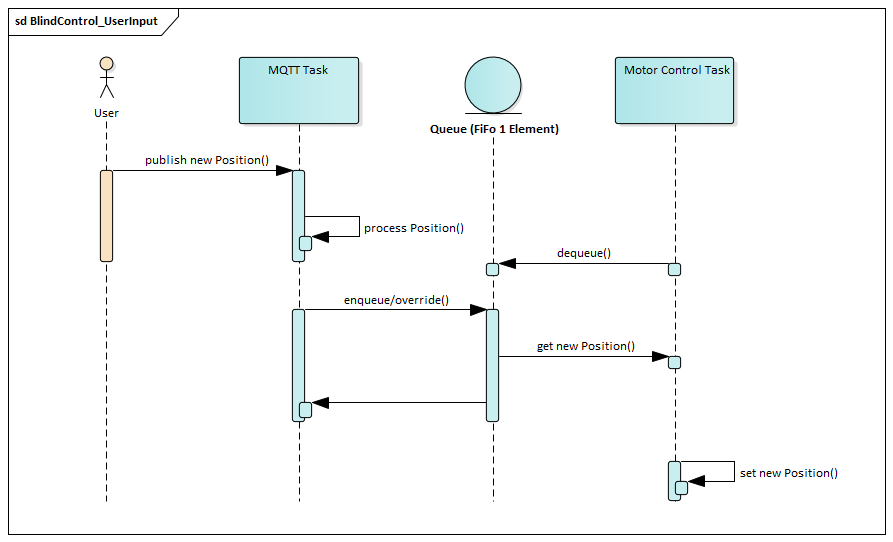 sd BlindControl_UserInput
User
MQTT Task
Queue (FiFo 1 Element)
Motor Control Task
publish new Position()
process Position()
dequeue()
enqueue/override()
get new Position()
set new Position()